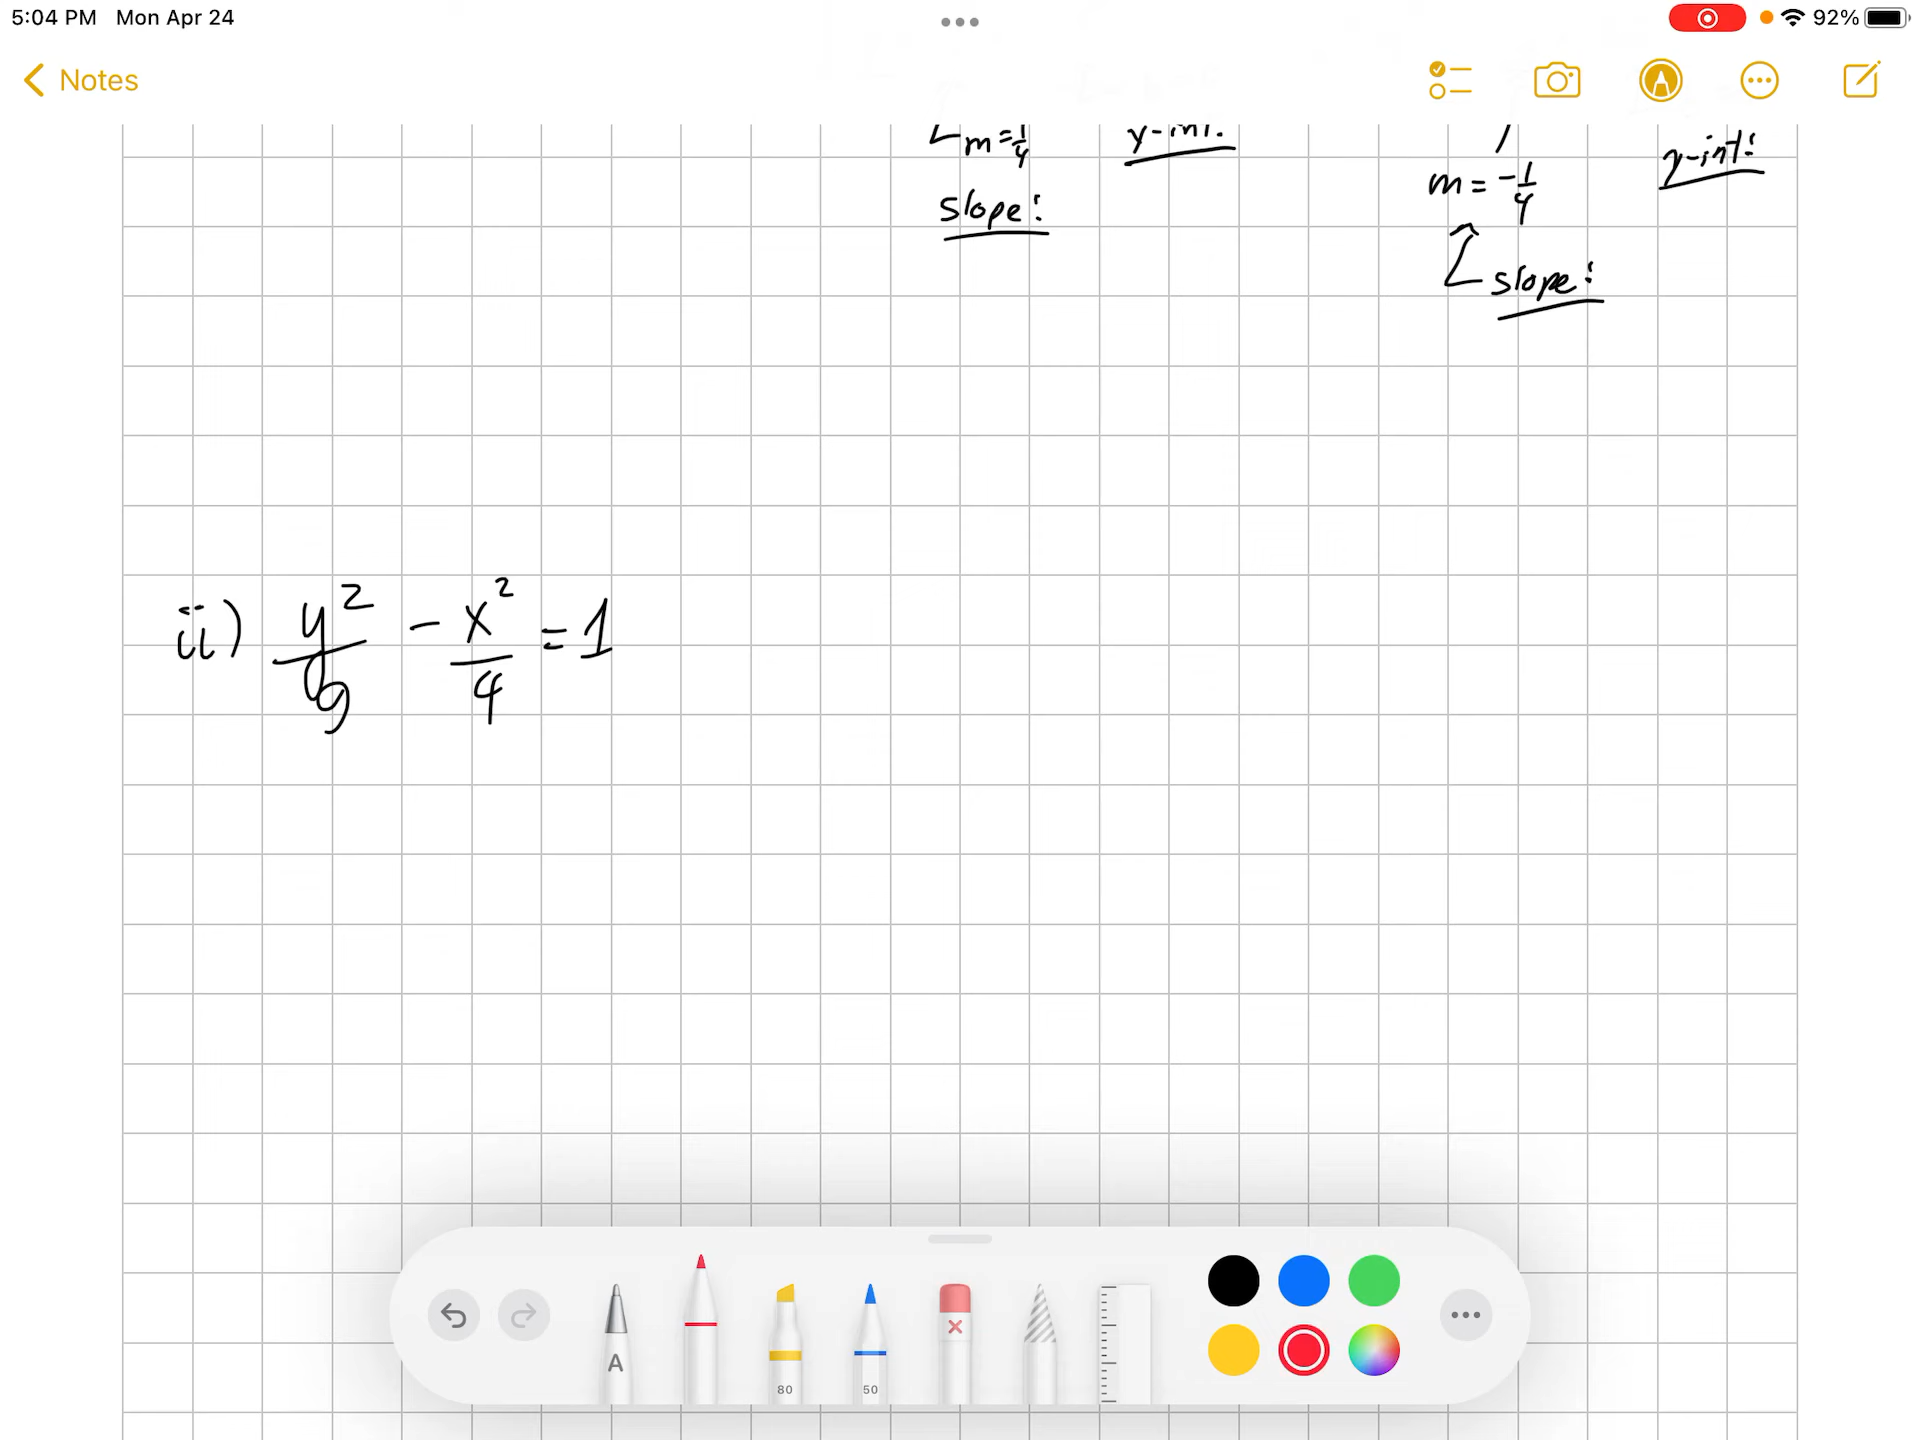 5:04 PM Mon Apr 24
92%
Notes
m = 1/4 y-int!
slope!
m = -1/4 y-int!
slope!
ii) y²/9 - x²/4 = 1
A
80
50